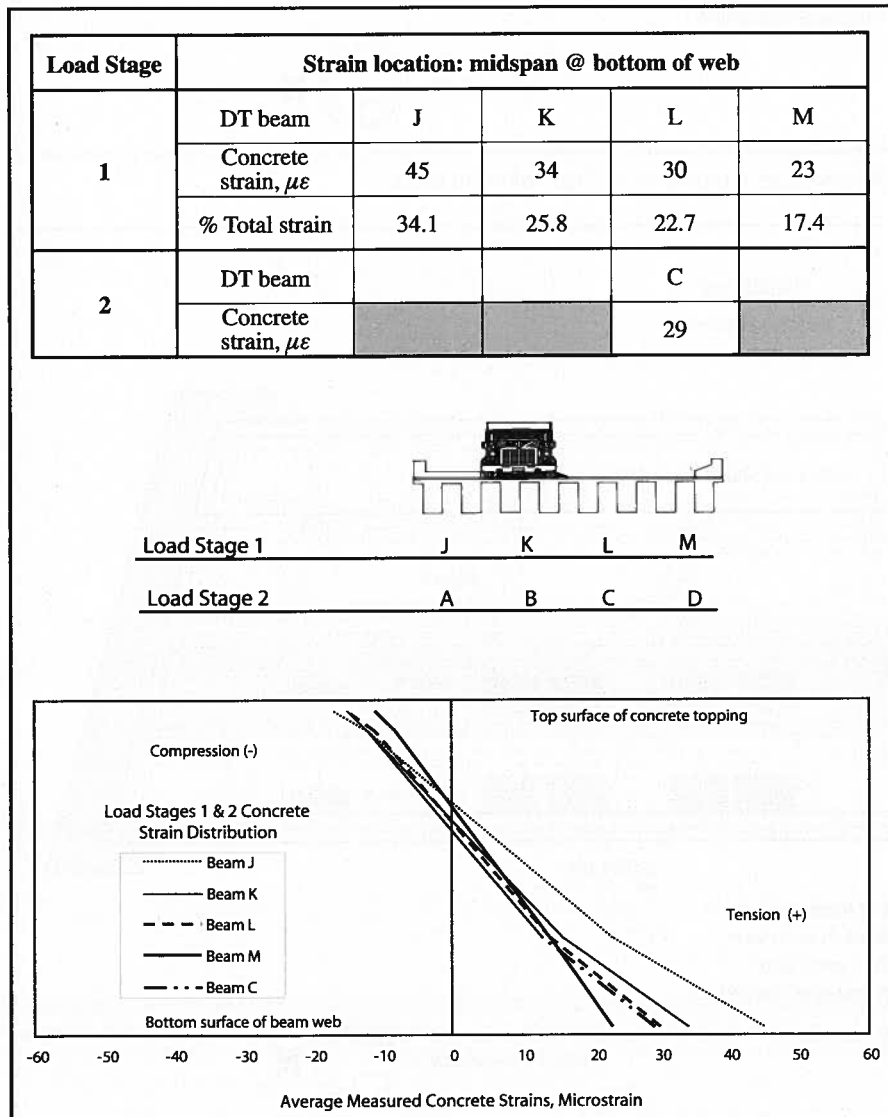 Load Stage Strain location: midspan @ bottom of web
1
DT beam J K L M
Concrete strain, με 45 34 30 23
% Total strain 34.1 25.8 22.7 17.4
2
DT beam C
Concrete strain, με 29
Load Stage 1 J K L M
Load Stage 2 A B C D
Top surface of concrete topping
Compression (-)
Load Stages 1 & 2 Concrete
Strain Distribution
Beam J
Beam K
Beam L
Beam M
Beam C
Tension (+)
Bottom surface of beam web
-60 -40 -40 -20 -10 0 10 20 30 40 50 60
Average Measured Concrete Strains, Microstrain